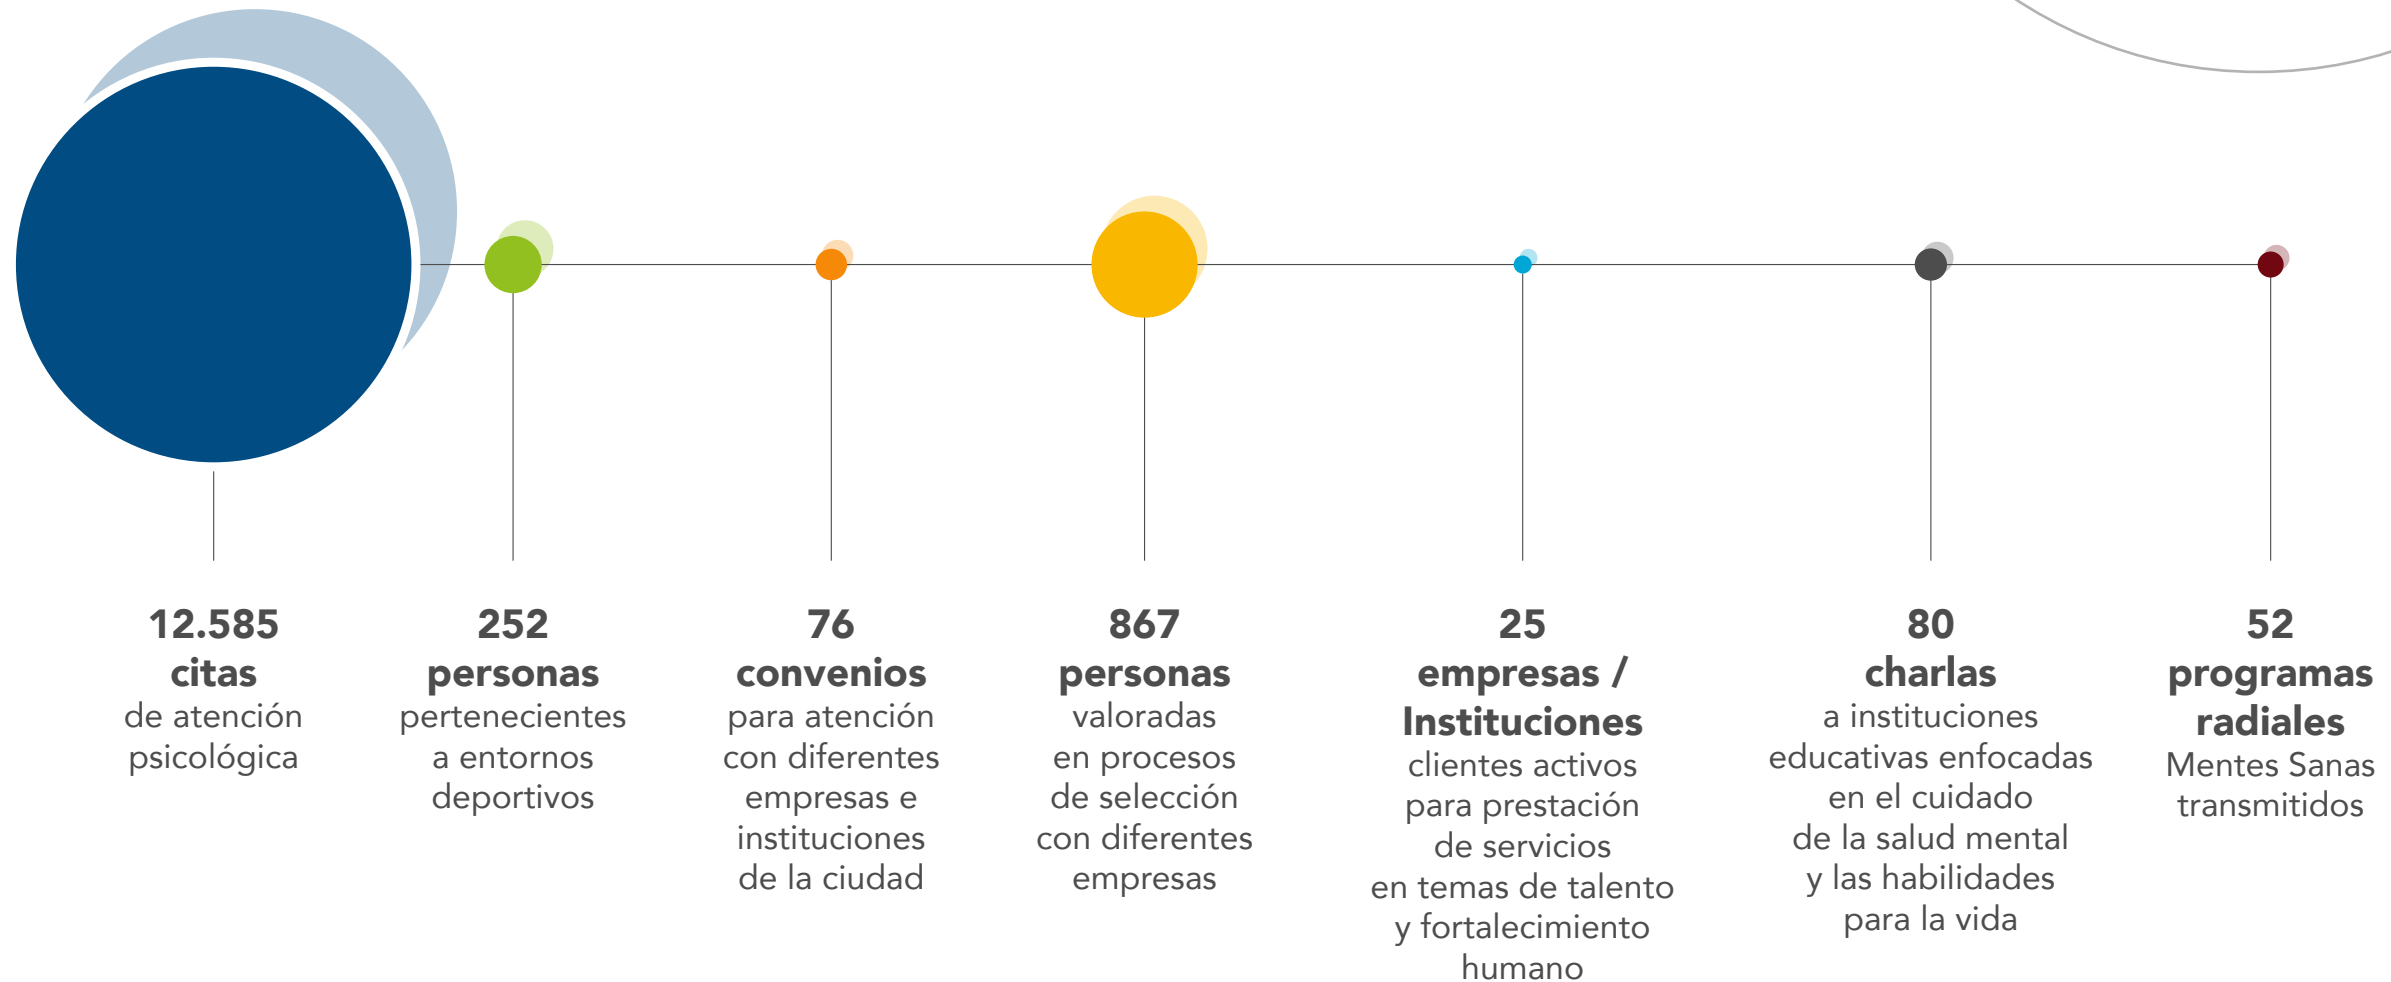 12.585
citas
de atención
psicológica
252
personas
pertenecientes
a entornos
deportivos
76
convenios
para atención
con diferentes
empresas e
instituciones
de la ciudad
867
personas
valoradas
en procesos
de selección
con diferentes
empresas
25
empresas /
Instituciones
clientes activos
para prestación
de servicios
en temas de talento
y fortalecimiento
humano
80
charlas
a instituciones
educativas enfocadas
en el cuidado
de la salud mental
y las habilidades
para la vida
52
programas
radiales
Mentes Sanas
transmitidos